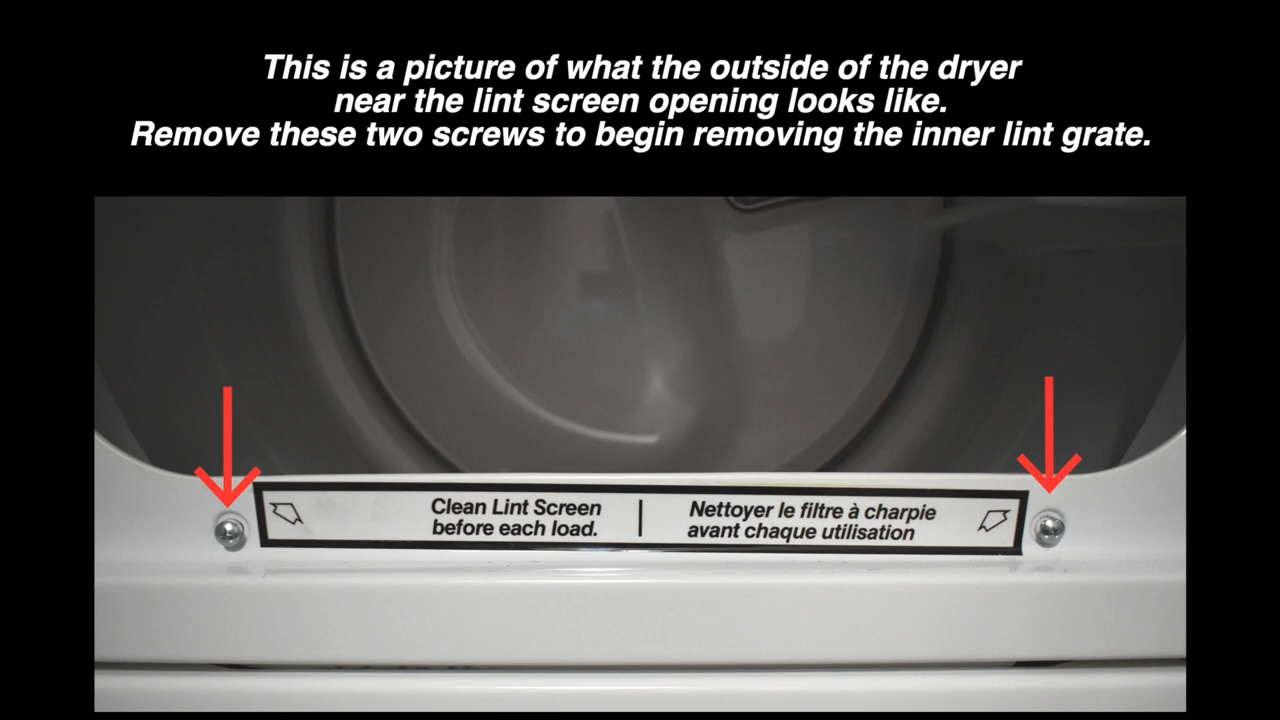 This is a picture of what the outside of the dryer
near the lint screen opening looks like.
Remove these two screws to begin removing the inner lint grate.
Clean Lint Screen
before each load.
Nettoyer le filtre à charpie
avant chaque utilisation